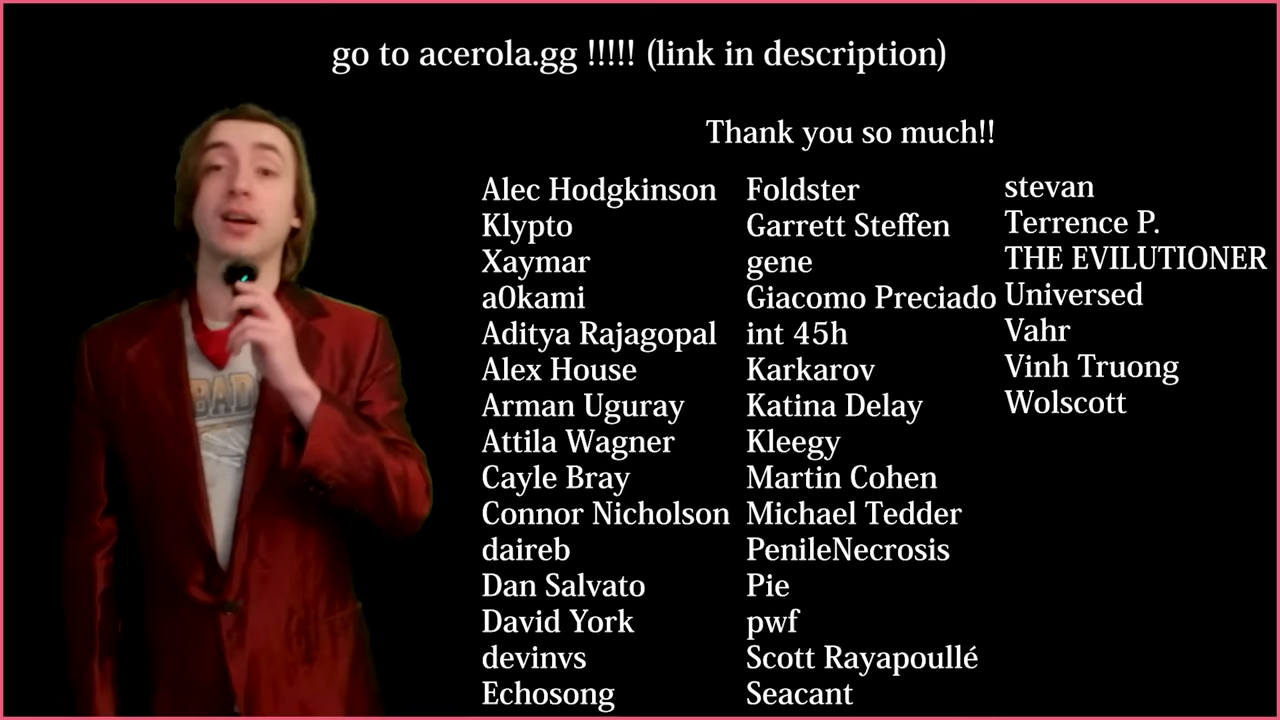 go to acerola.gg !!!!! (link in description)
Thank you so much!!
Alec Hodgkinson
Klypto
Xaymar
a0kami
Aditya Rajagopal
Alex House
Arman Uguray
Attila Wagner
Cayle Bray
Connor Nicholson
daireb
Dan Salvato
David York
devinvs
Echosong
Foldster
Garrett Steffen
gene
Giacomo Preciado
int 45h
Karkarov
Katina Delay
Kleegy
Martin Cohen
Michael Tedder
PenileNecrosis
Pie
pwf
Scott Rayapoullé
Seacant
stevan
Terrence P.
THE EVILUTIONER
Universed
Vahr
Vinh Truong
Wolscott
BAD